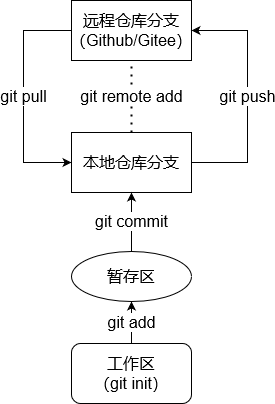 远程仓库分支
（Github/Gitee）
git pull
git remote add
git push
本地仓库分支
git commit
暂存区
git add
工作区
（git init）